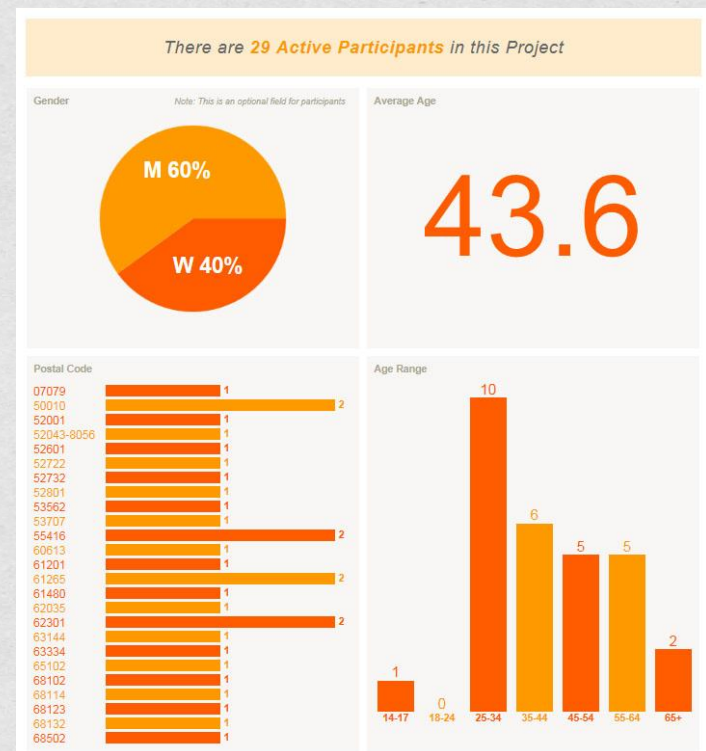 There are 29 Active Participants in this Project
Gender
Note: This is an optional field for participants
M 60%
W 40%
Average Age
43.6
Postal Code
07079 1
50010 2
52001 1
52043-8056 1
52601 1
52722 1
52732 1
52801 1
53562 1
53707 1
55416 2
60613 1
61201 1
61265 2
61480 1
62035 1
62301 2
63144 1
63334 1
65102 1
68102 1
68114 1
68123 1
68132 1
68502 1
Age Range
1 0 10 6 5 5 2
14-17 18-24 25-34 35-44 45-54 55-64 65+